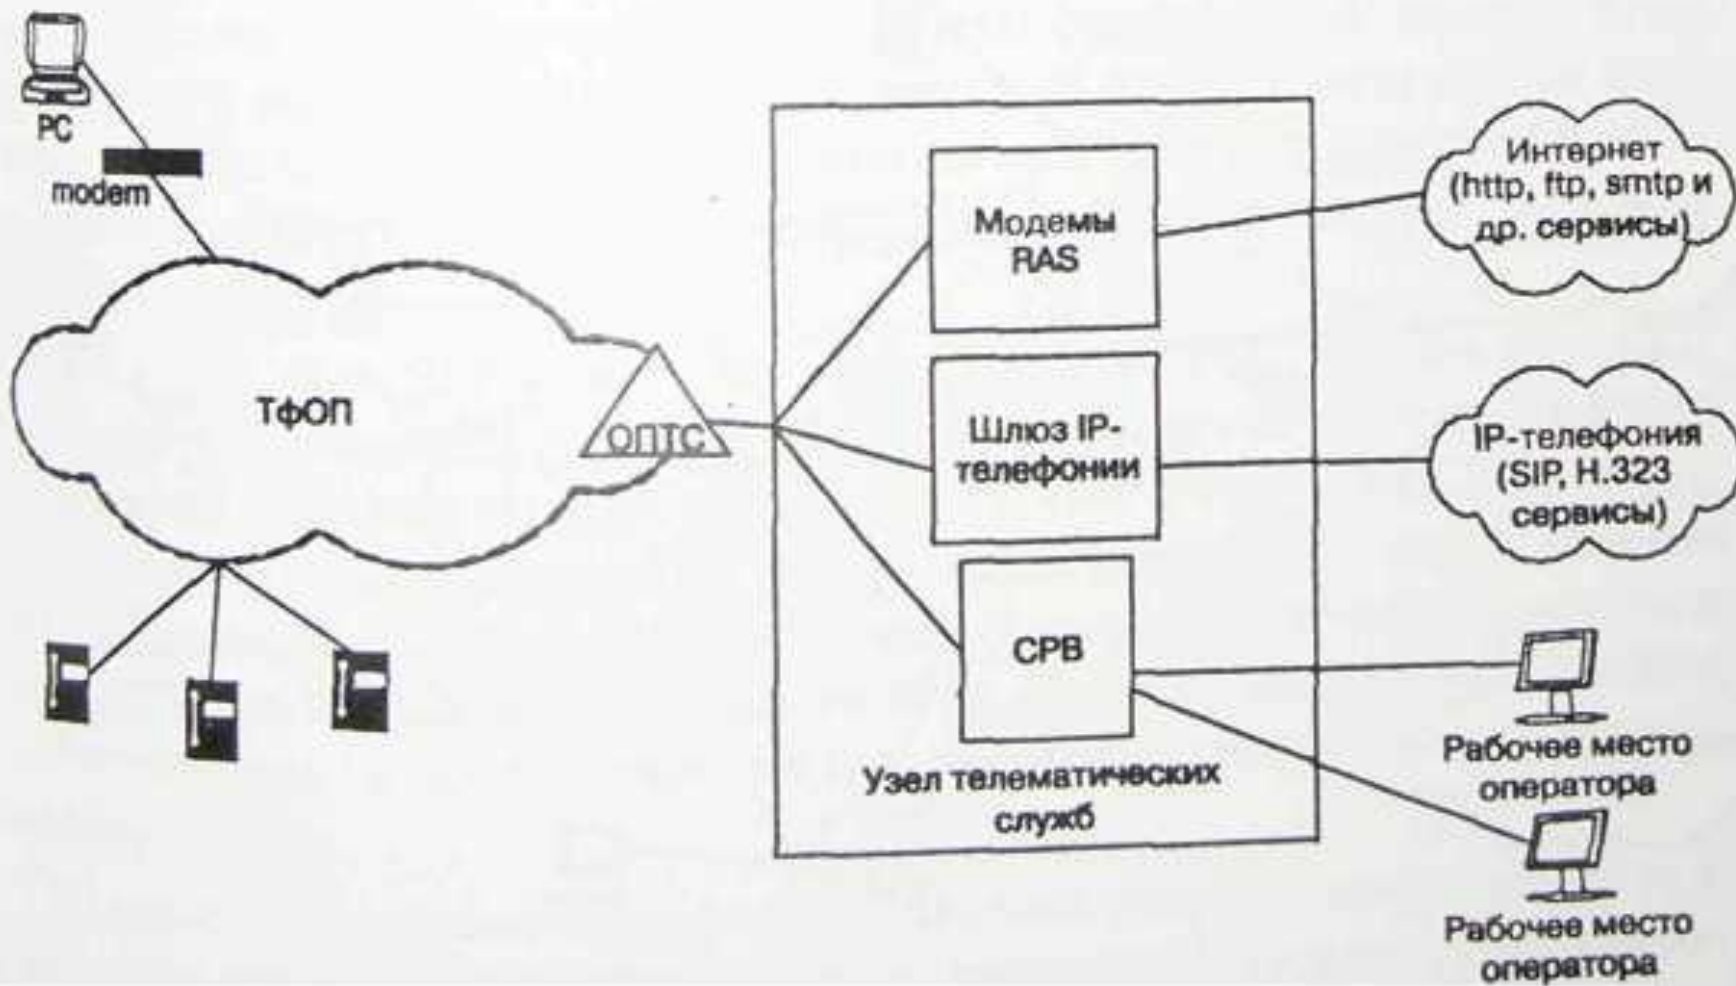 PC
modem
ТфОП
ОПТС
Модемы
RAS
Шлюз IP-
телефонии
СРВ
Узел телематических
служб
Интернет
(http, ftp, smtp и
др. сервисы)
IP-телефония
(SIP, H.323
сервисы)
Рабочее место
оператора
Рабочее место
оператора